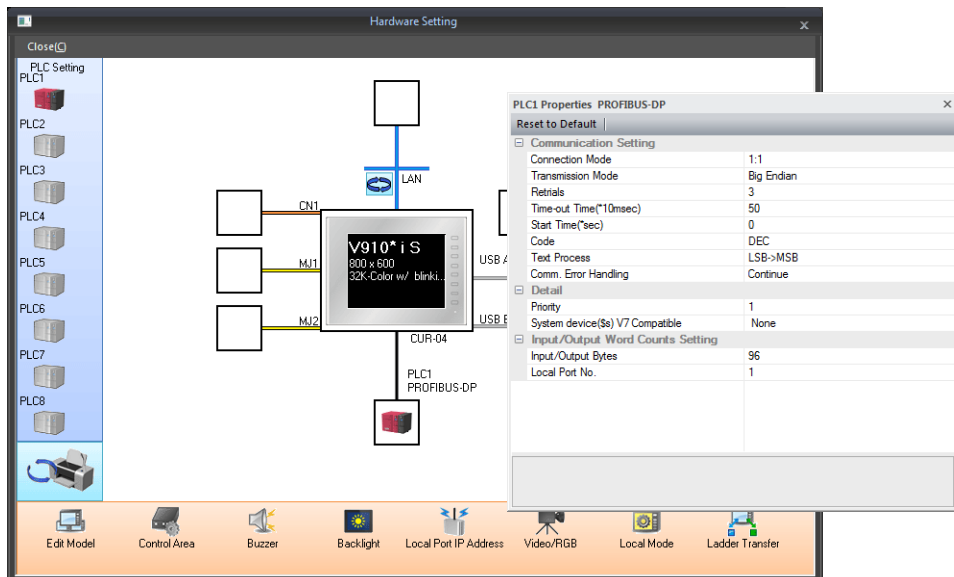 Hardware Setting
x
Close(C)
PLC Setting
PLC1
PLC2
PLC3
PLC4
PLC5
PLC6
PLC7
PLC8
LAN
CN1
MJ1
MJ2
V910* i S
800 x 600
32K-Color w/ blinki...
USB A
USB B
CUR-04
PLC1
PROFIBUS-DP
PLC1 Properties PROFIBUS-DP
Reset to Default
Communication Setting
Connection Mode 1:1
Transmission Mode Big Endian
Retrials 3
Time-out Time(*10msec) 50
Start Time(*sec) 0
Code DEC
Text Process LSB->MSB
Comm. Error Handling Continue
Detail
Priority 1
System device($s) V7 Compatible None
Input/Output Word Counts Setting
Input/Output Bytes 96
Local Port No. 1
Edit Model
Control Area
Buzzer
Backlight
Local Port IP Address
Video/RGB
Local Mode
Ladder Transfer